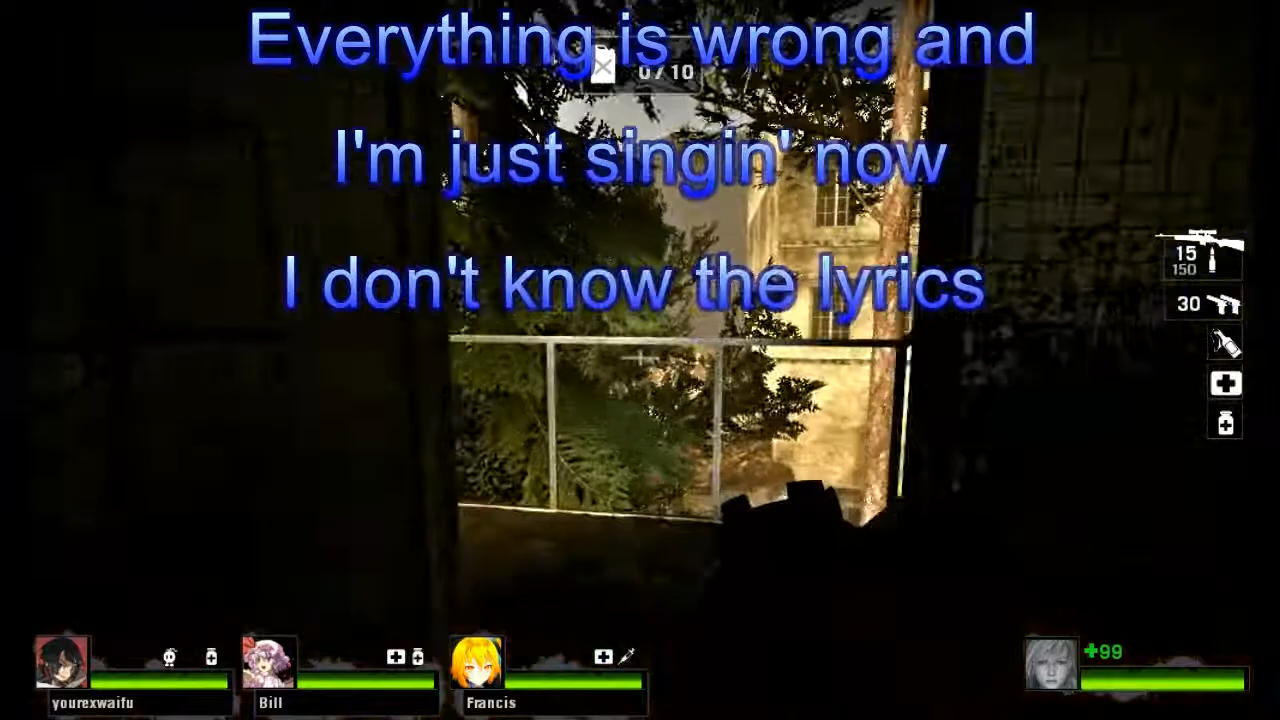 Everything is wrong and
0/10
I'm just singin' now
I don't know the lyrics
15
150
30
+99
yourexwaifu
Bill
Francis